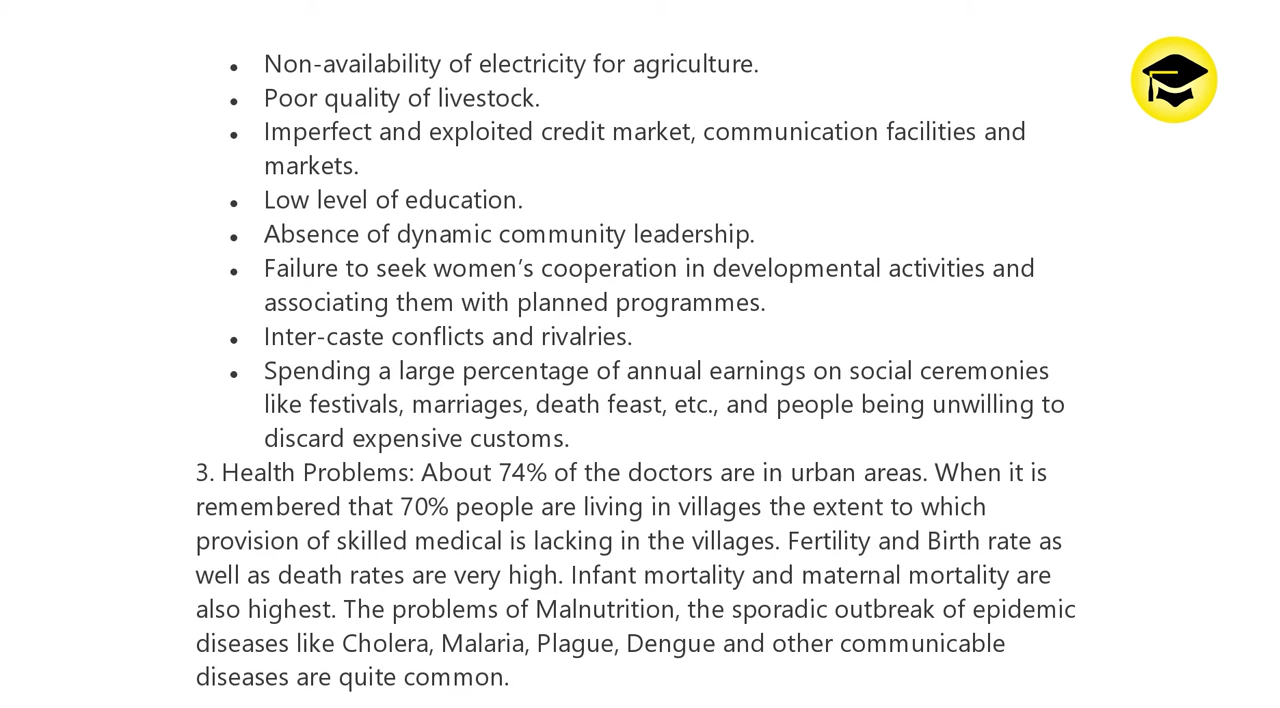 • Non-availability of electricity for agriculture.
• Poor quality of livestock.
• Imperfect and exploited credit market, communication facilities and
markets.
• Low level of education.
• Absence of dynamic community leadership.
• Failure to seek women’s cooperation in developmental activities and
associating them with planned programmes.
• Inter-caste conflicts and rivalries.
• Spending a large percentage of annual earnings on social ceremonies
like festivals, marriages, death feast, etc., and people being unwilling to
discard expensive customs.
3. Health Problems: About 74% of the doctors are in urban areas. When it is
remembered that 70% people are living in villages the extent to which
provision of skilled medical is lacking in the villages. Fertility and Birth rate as
well as death rates are very high. Infant mortality and maternal mortality are
also highest. The problems of Malnutrition, the sporadic outbreak of epidemic
diseases like Cholera, Malaria, Plague, Dengue and other communicable
diseases are quite common.